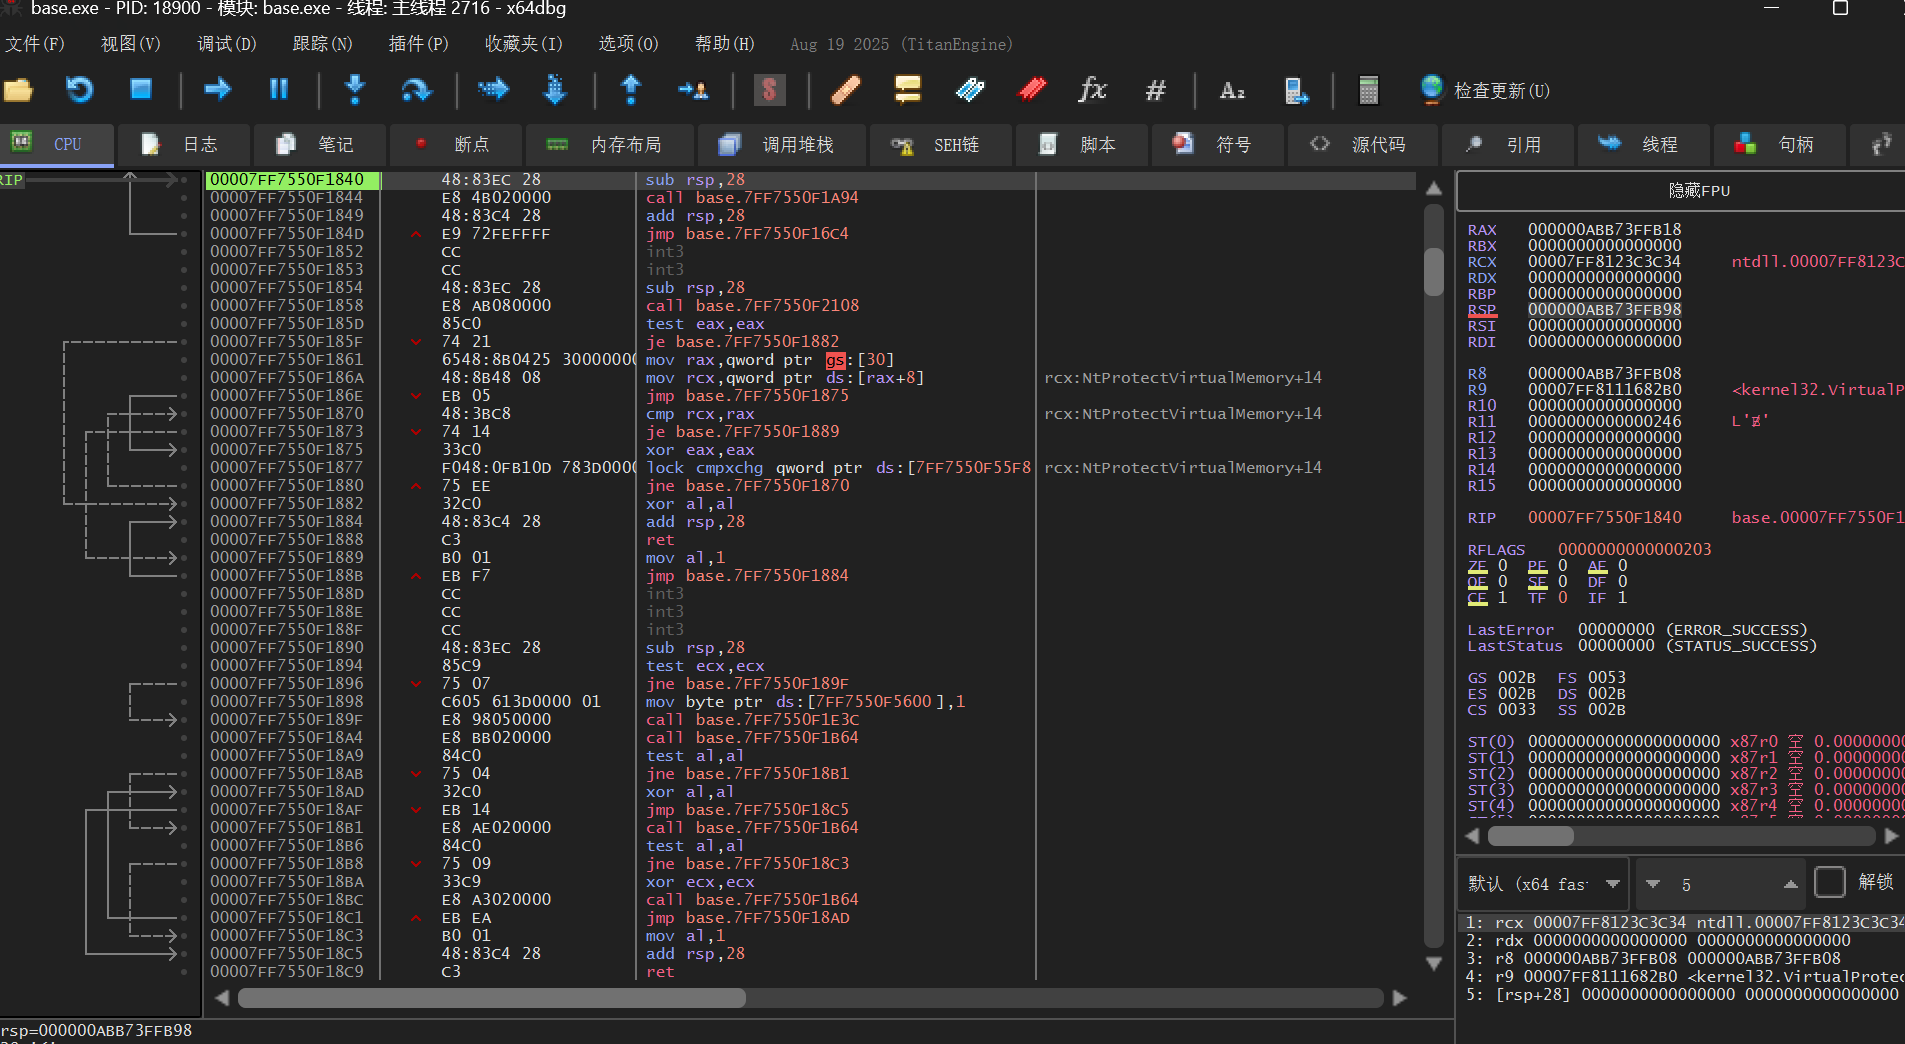 base.exe - PID: 18900 - 模块: base.exe - 线程: 主线程 2716 - x64dbg
文件(F) 视图(V) 调试(D) 跟踪(N) 插件(P) 收藏夹(I) 选项(O) 帮助(H) Aug 19 2025 (TitanEngine)
检查更新(U)
CPU 日志 笔记 断点 内存布局 调用堆栈 SEH链 脚本 符号 源代码 引用 线程 句柄
RIP
00007FF7550F1840 48:83EC 28 sub rsp,28
00007FF7550F1844 E8 4B020000 call base.7FF7550F1A94
00007FF7550F1849 48:83C4 28 add rsp,28
00007FF7550F184D E9 72FEFFFF jmp base.7FF7550F16C4
00007FF7550F1852 CC int3
00007FF7550F1853 CC int3
00007FF7550F1854 48:83EC 28 sub rsp,28
00007FF7550F1858 E8 AB080000 call base.7FF7550F2108
00007FF7550F185D 85C0 test eax,eax
00007FF7550F185F 74 21 je base.7FF7550F1882
00007FF7550F1861 6548:8B0425 30000000 mov rax,qword ptr gs:[30]
00007FF7550F186A 48:8B48 08 mov rcx,qword ptr ds:[rax+8] rcx:NtProtectVirtualMemory+14
00007FF7550F186E EB 05 jmp base.7FF7550F1875
00007FF7550F1870 48:3BC8 cmp rcx,rax rcx:NtProtectVirtualMemory+14
00007FF7550F1873 74 14 je base.7FF7550F1889
00007FF7550F1875 33C0 xor eax,eax
00007FF7550F1877 F048:0FB10D 783D0000 lock cmpxchg qword ptr ds:[7FF7550F55F8 rcx:NtProtectVirtualMemory+14
00007FF7550F1880 75 EE jne base.7FF7550F1870
00007FF7550F1882 32C0 xor al,al
00007FF7550F1884 48:83C4 28 add rsp,28
00007FF7550F1888 C3 ret
00007FF7550F1889 B0 01 mov al,1
00007FF7550F188B EB F7 jmp base.7FF7550F1884
00007FF7550F188D CC int3
00007FF7550F188E CC int3
00007FF7550F188F CC int3
00007FF7550F1890 48:83EC 28 sub rsp,28
00007FF7550F1894 85C9 test ecx,ecx
00007FF7550F1896 75 07 jne base.7FF7550F189F
00007FF7550F1898 C605 613D0000 01 mov byte ptr ds:[7FF7550F5600],1
00007FF7550F189F E8 98050000 call base.7FF7550F1E3C
00007FF7550F18A4 E8 BB020000 call base.7FF7550F1B64
00007FF7550F18A9 84C0 test al,al
00007FF7550F18AB 75 04 jne base.7FF7550F18B1
00007FF7550F18AD 32C0 xor al,al
00007FF7550F18AF EB 14 jmp base.7FF7550F18C5
00007FF7550F18B1 E8 AE020000 call base.7FF7550F1B64
00007FF7550F18B6 84C0 test al,al
00007FF7550F18B8 75 09 jne base.7FF7550F18C3
00007FF7550F18BA 33C9 xor ecx,ecx
00007FF7550F18BC E8 A3020000 call base.7FF7550F1B64
00007FF7550F18C1 EB EA jmp base.7FF7550F18AD
00007FF7550F18C3 B0 01 mov al,1
00007FF7550F18C5 48:83C4 28 add rsp,28
00007FF7550F18C9 C3 ret
隐藏FPU
RAX 000000ABB73FFB18
RBX 0000000000000000
RCX 00007FF8123C3C34 ntdll.00007FF8123C
RDX 0000000000000000
RBP 0000000000000000
RSP 000000ABB73FFB98
RSI 0000000000000000
RDI 0000000000000000
R8 000000ABB73FFB08
R9 00007FF8111682B0 <kernel32.VirtualP
R10 0000000000000000
R11 0000000000000246 L'
R12 0000000000000000
R13 0000000000000000
R14 0000000000000000
R15 0000000000000000
RIP 00007FF7550F1840 base.00007FF7550F1
RFLAGS 0000000000000203
ZF 0 PF 0 AF 0
OF 0 SF 0 DF 0
CF 1 TF 0 IF 1
LastError 00000000 (ERROR_SUCCESS)
LastStatus 00000000 (STATUS_SUCCESS)
GS 002B FS 0053
ES 002B DS 002B
CS 0033 SS 002B
ST(0) 00000000000000000000 x87r0 空 0.00000000
ST(1) 00000000000000000000 x87r1 空 0.00000000
ST(2) 00000000000000000000 x87r2 空 0.00000000
ST(3) 00000000000000000000 x87r3 空 0.00000000
ST(4) 00000000000000000000 x87r4 空 0.00000000
默认 (x64 fas 5 解锁
1: rcx 00007FF8123C3C34 ntdll.00007FF8123C3C34
2: rdx 0000000000000000 0000000000000000
3: r8 000000ABB73FFB08 000000ABB73FFB08
4: r9 00007FF8111682B0 <kernel32.VirtualProtec
5: [rsp+28] 0000000000000000 0000000000000000
rsp=000000ABB73FFB98